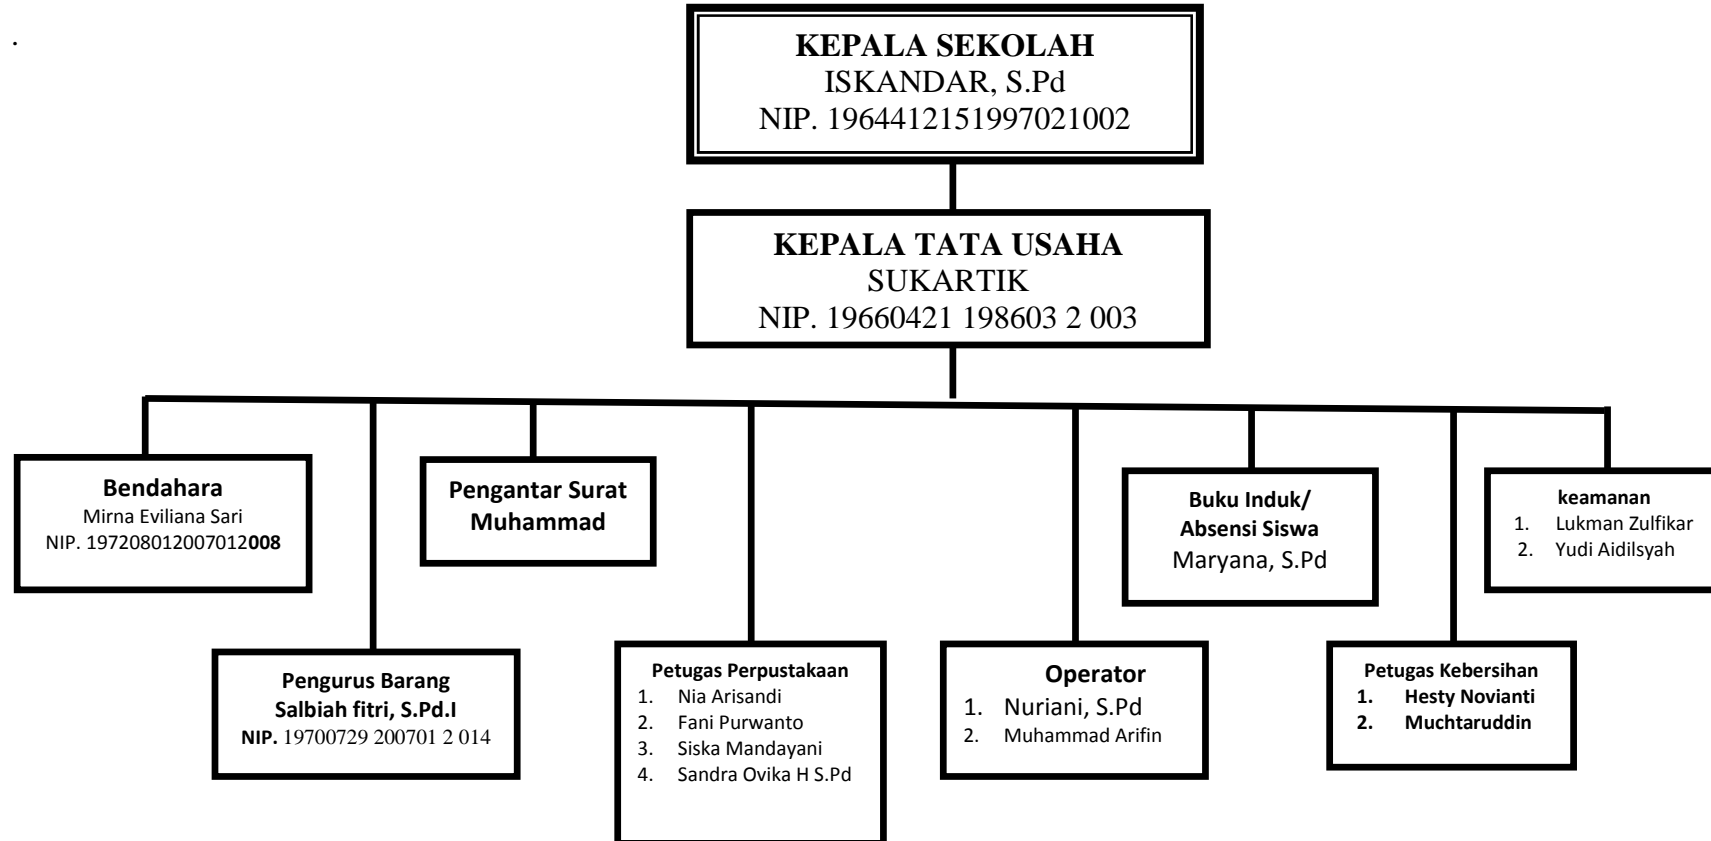 .
KEPALA SEKOLAH
ISKANDAR, S.Pd
NIP. 1964412151997021002
KEPALA TATA USAHA
SUKARTIK
NIP. 19660421 198603 2 003
Bendahara
Mirna Eviliana Sari
NIP. 197208012007012008
Pengantar Surat
Muhammad
Buku Induk/
Absensi Siswa
Maryana, S.Pd
keamanan
1. Lukman Zulfikar
2. Yudi Aidilsyah
Pengurus Barang
Salbiah fitri, S.Pd.I
NIP. 19700729 200701 2 014
Petugas Perpustakaan
1. Nia Arisandi
2. Fani Purwanto
3. Siska Mandayani
4. Sandra Ovika H S.Pd
Operator
1. Nuriani, S.Pd
2. Muhammad Arifin
Petugas Kebersihan
1. Hesty Novianti
2. Muchtaruddin